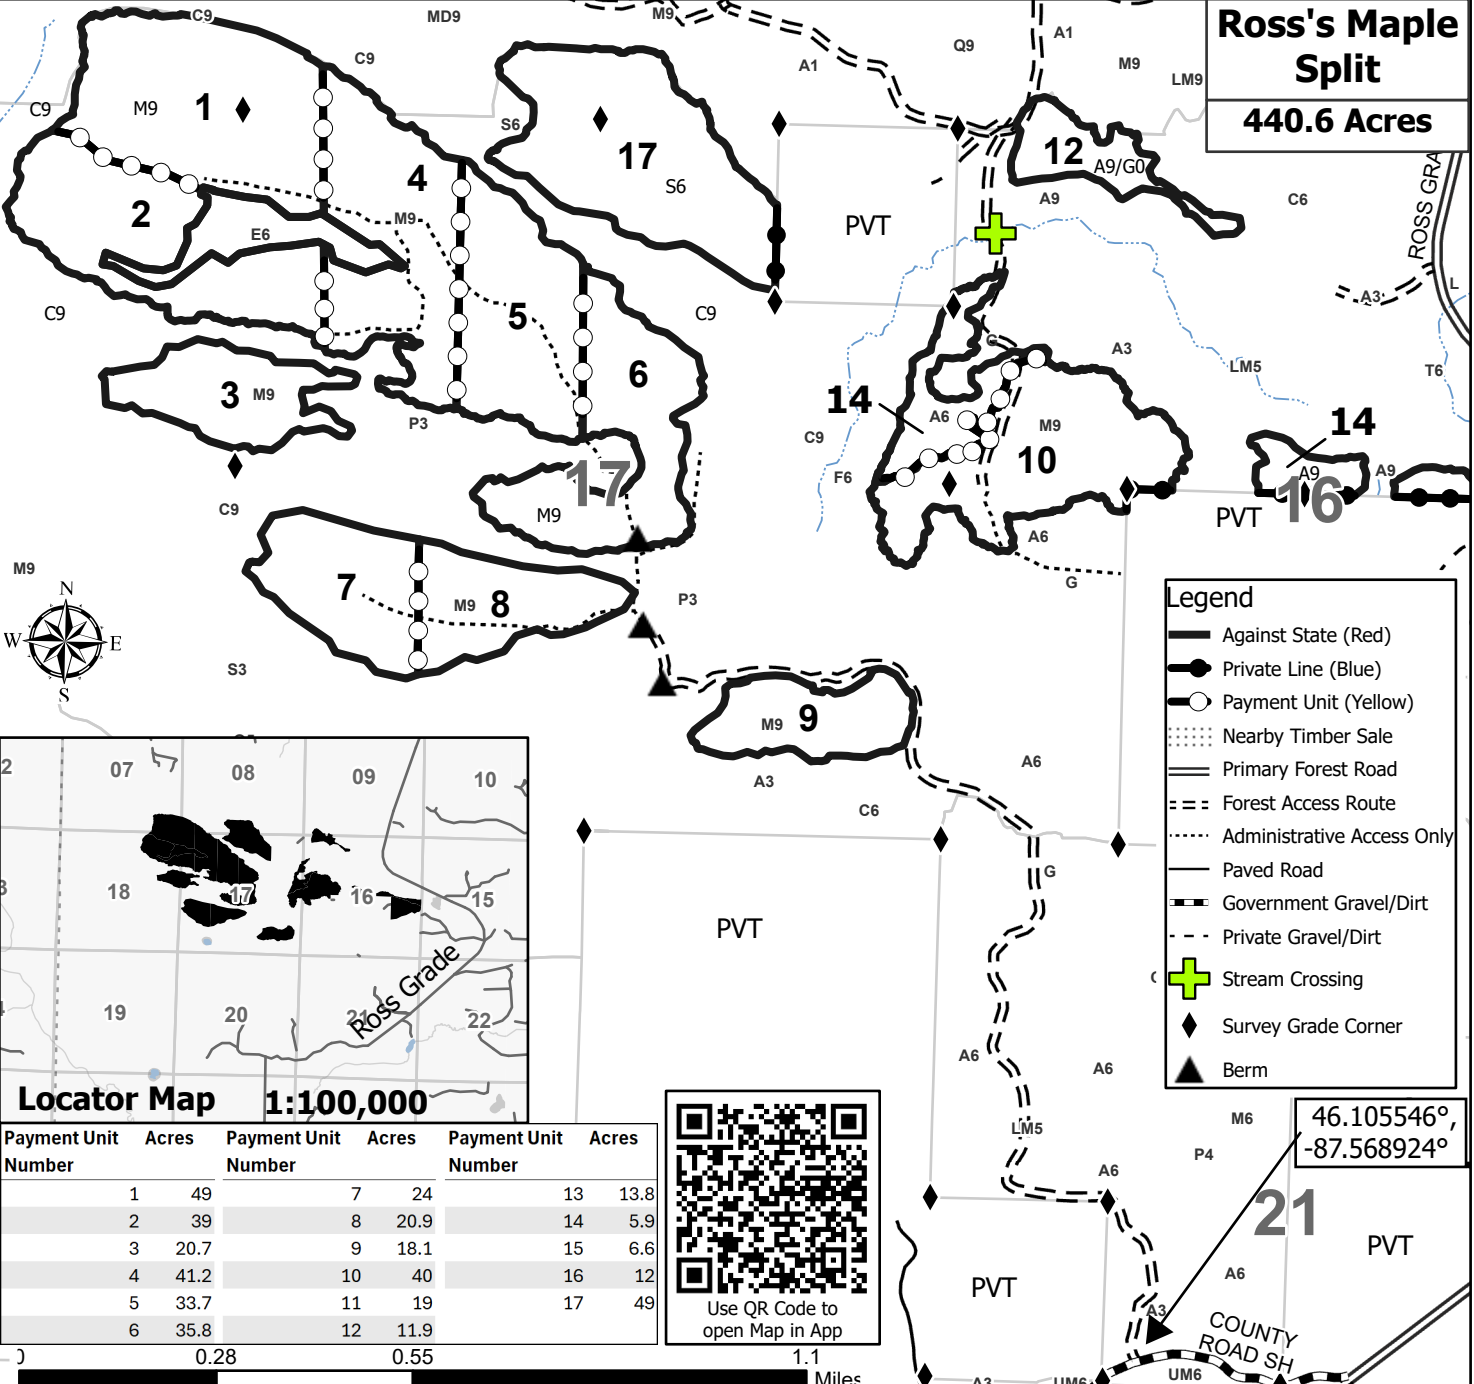 Ross's Maple
Split
440.6 Acres
C9
MD9
M9
A1
Q9
A1
M9
LM9
C9
C9
M9
1
S6
17
S6
12
A9/G0
A9
C6
ROSS GRA
4
M9
2
E6
PVT
A3
L
C9
5
C9
G
A3
LM5
T6
6
3
M9
P3
14
A6
M9
C9
10
F6
14
A9
A9
16
PVT
17
M9
C9
A6
G
M9
N
W
E
S
7
M9
8
P3
S3
M9
9
A3
C6
A6
G
PVT
A6
A6
LM5
A6
M6
P4
21
PVT
A6
PVT
A3
COUNTY
ROAD SH
UM6
A3
UM6
46.105546°,
-87.568924°
Legend
Against State (Red)
Private Line (Blue)
Payment Unit (Yellow)
Nearby Timber Sale
Primary Forest Road
Forest Access Route
Administrative Access Only
Paved Road
Government Gravel/Dirt
Private Gravel/Dirt
Stream Crossing
Survey Grade Corner
Berm
2
07
08
09
10
18
17
16
15
19
20
21
22
Ross Grade
Locator Map 1:100,000
Payment Unit Number Acres Payment Unit Number Acres Payment Unit Number Acres
1 49 7 24 13 13.8
2 39 8 20.9 14 5.9
3 20.7 9 18.1 15 6.6
4 41.2 10 40 16 12
5 33.7 11 19 17 49
6 35.8 12 11.9
Use QR Code to
open Map in App
0 0.28 0.55 1.1
Miles